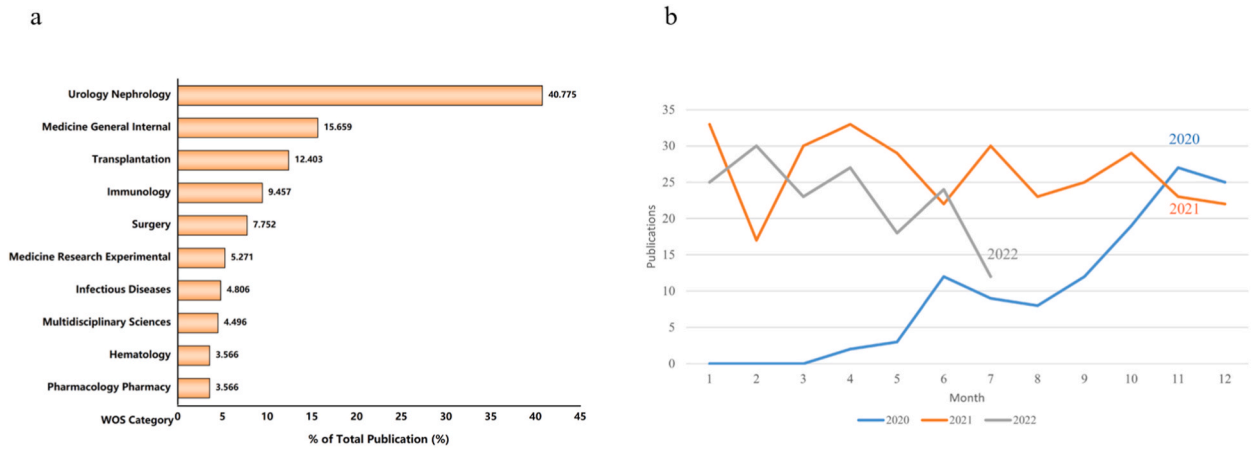 a
Urology Nephrology 40.775
Medicine General Internal 15.659
Transplantation 12.403
Immunology 9.457
Surgery 7.752
Medicine Research Experimental 5.271
Infectious Diseases 4.806
Multidisciplinary Sciences 4.496
Hematology 3.566
Pharmacology Pharmacy 3.566
WOS Category 0 5 10 15 20 25 30 35 40 45
% of Total Publication (%)
b
35
30
25
20
15
10
5
0
Publications
2020
2021
2022
1 2 3 4 5 6 7 8 9 10 11 12
Month
2020 2021 2022